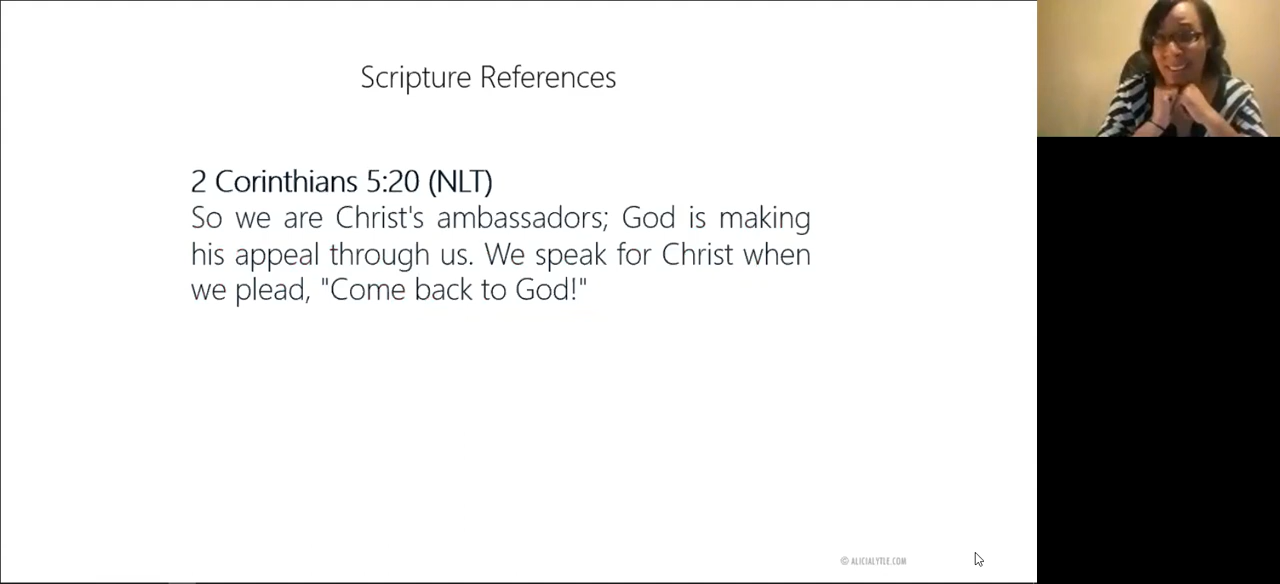 Scripture References
2 Corinthians 5:20 (NLT)
So we are Christ's ambassadors; God is making
his appeal through us. We speak for Christ when
we plead, "Come back to God!"
© ALICIALYTLE.COM